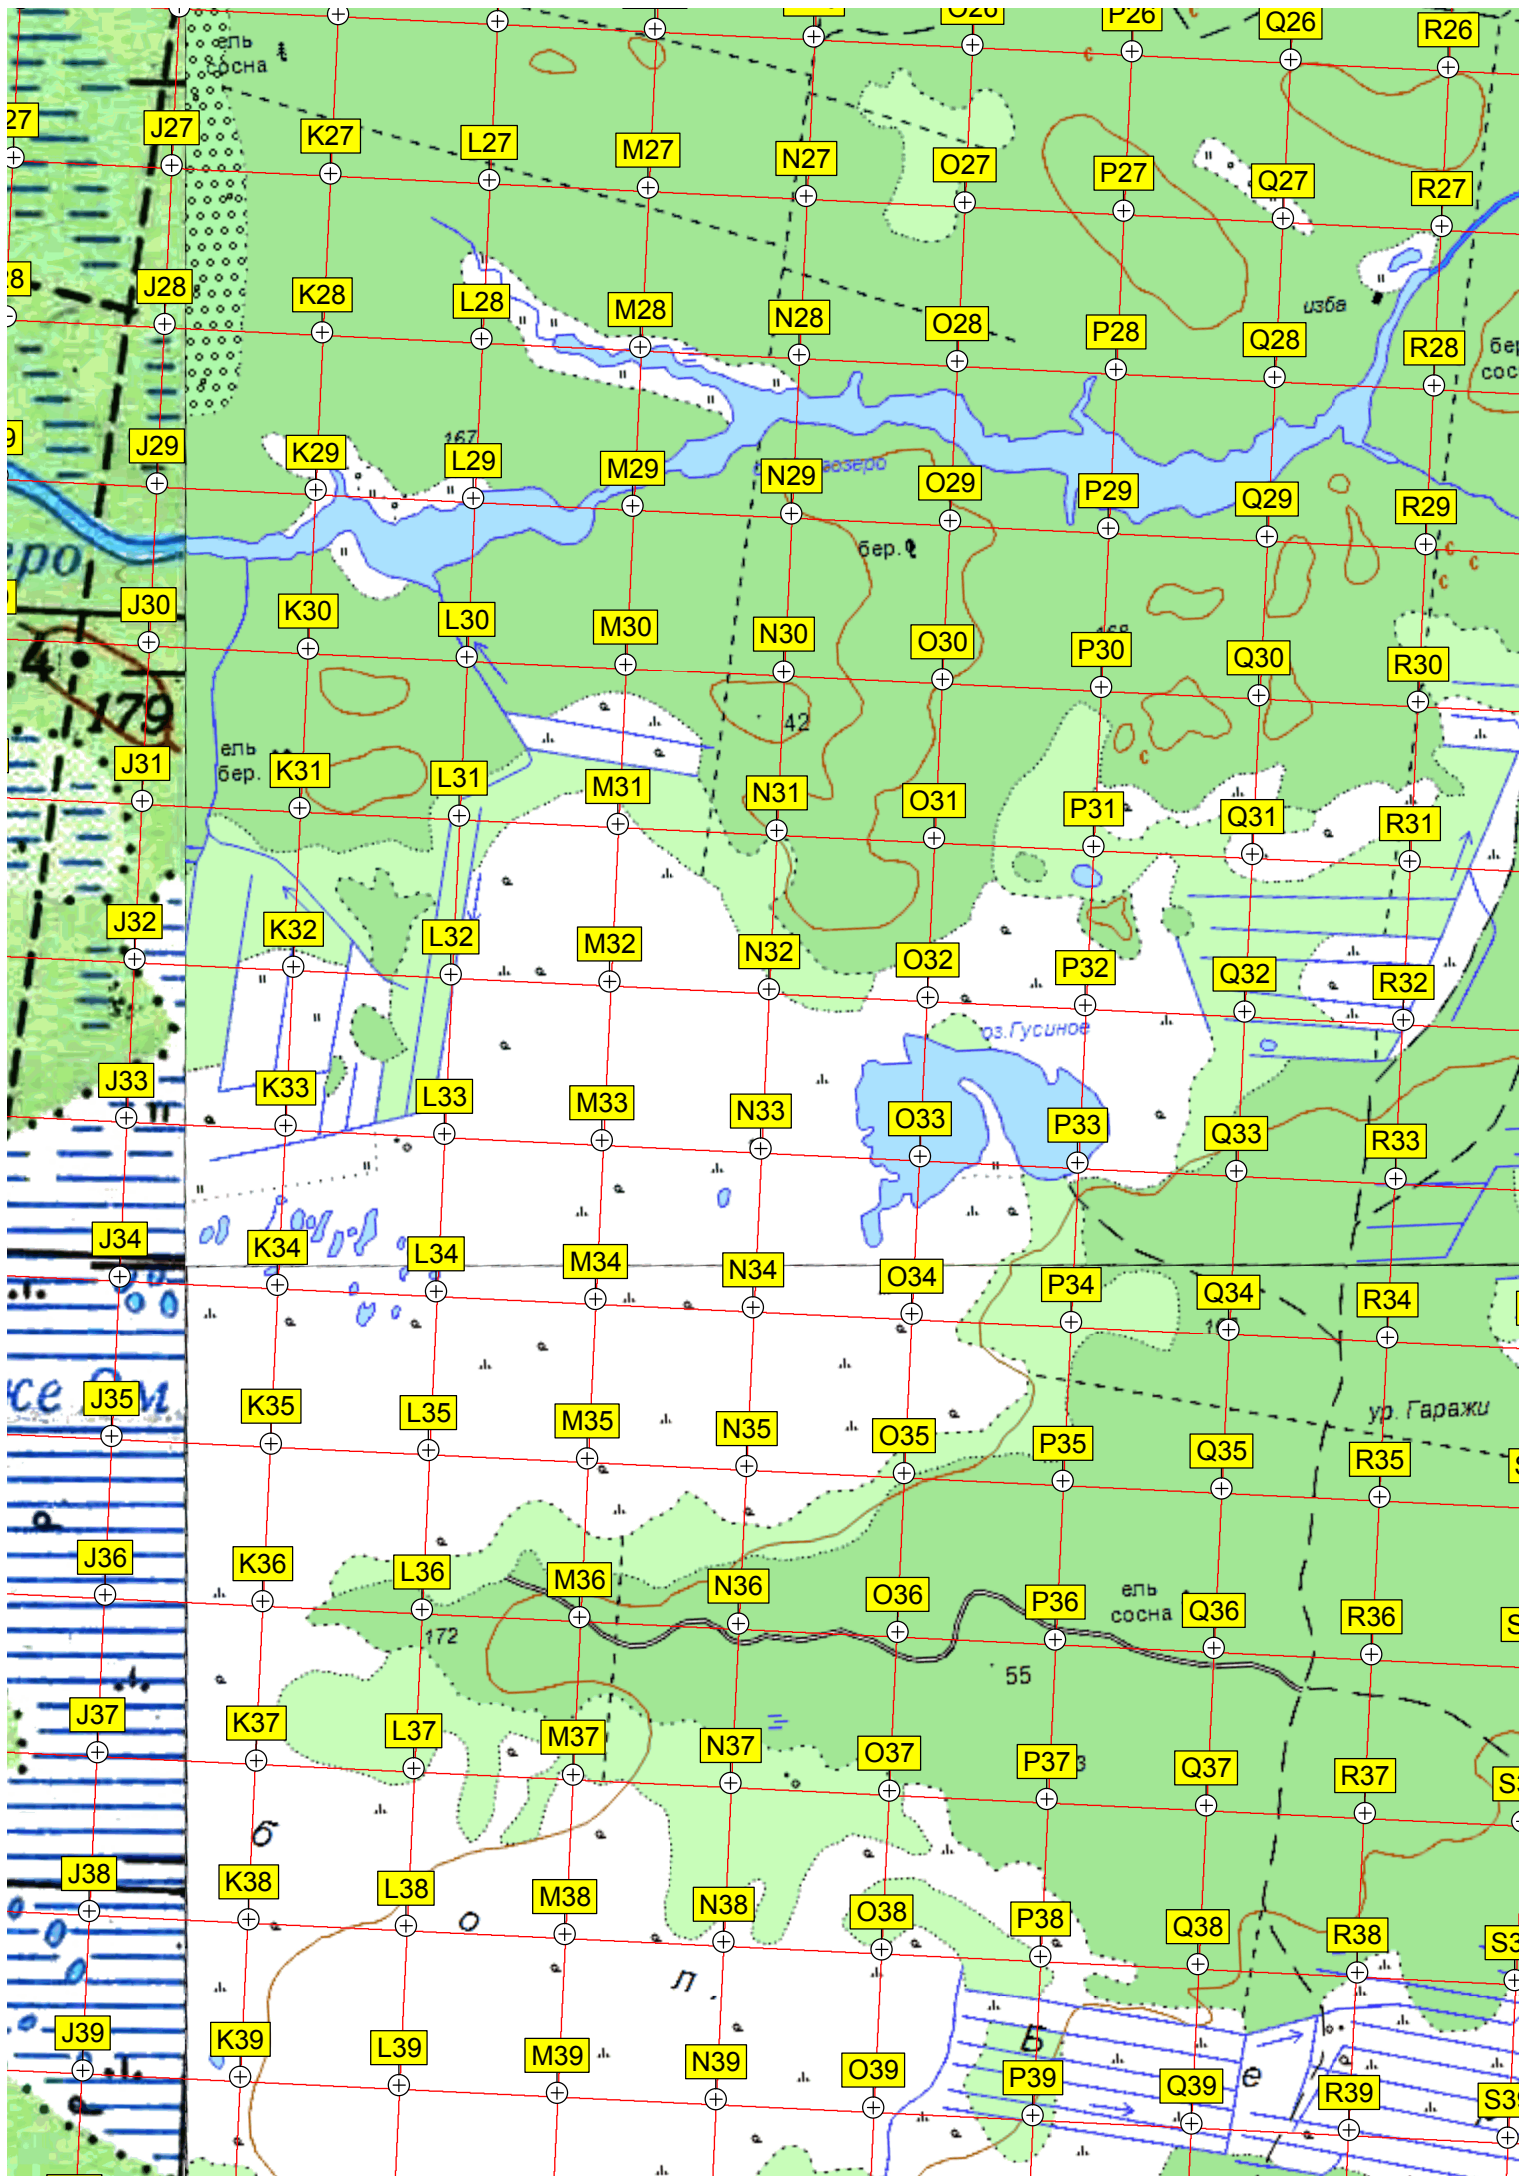 O26 P26 Q26 R26
ель
сосна
27 J27 K27 L27 M27 N27 O27 P27 Q27 R27
изба
J28 K28 L28 M28 N28 O28 P28 Q28 R28
бер
сос
167
J29 K29 L29 M29 N29 O29 P29 Q29 R29
бер.
еро
J30 K30 L30 M30 N30 O30 P30 Q30 R30
4
179
42
ель
бер.
J31 K31 L31 M31 N31 O31 P31 Q31 R31
J32 K32 L32 M32 N32 O32 P32 Q32 R32
оз.Гусиное
J33 K33 L33 M33 N33 O33 P33 Q33 R33
J34 K34 L34 M34 N34 O34 P34 Q34 R34
J35 K35 L35 M35 N35 O35 P35 Q35 R35
ур. Гаражи
J36 K36 L36 M36 N36 O36 P36 Q36 R36
ель
сосна
172
55
J37 K37 L37 M37 N37 O37 P37 Q37 R37
б
J38 K38 L38 M38 N38 O38 P38 Q38 R38
о
л
J39 K39 L39 M39 N39 O39 P39 Q39 R39 S39
Б
е